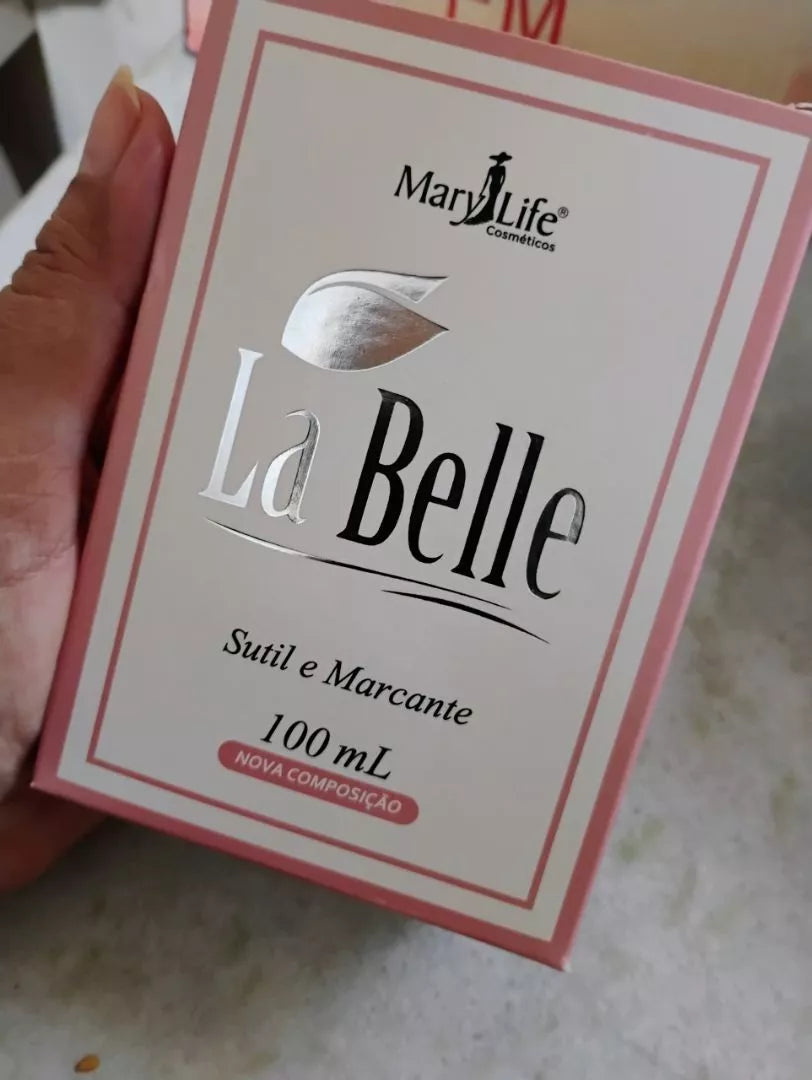 Mary Life®
Cosméticos
La Belle
Sutil e Marcante
100 mL
NOVA COMPOSIÇÃO